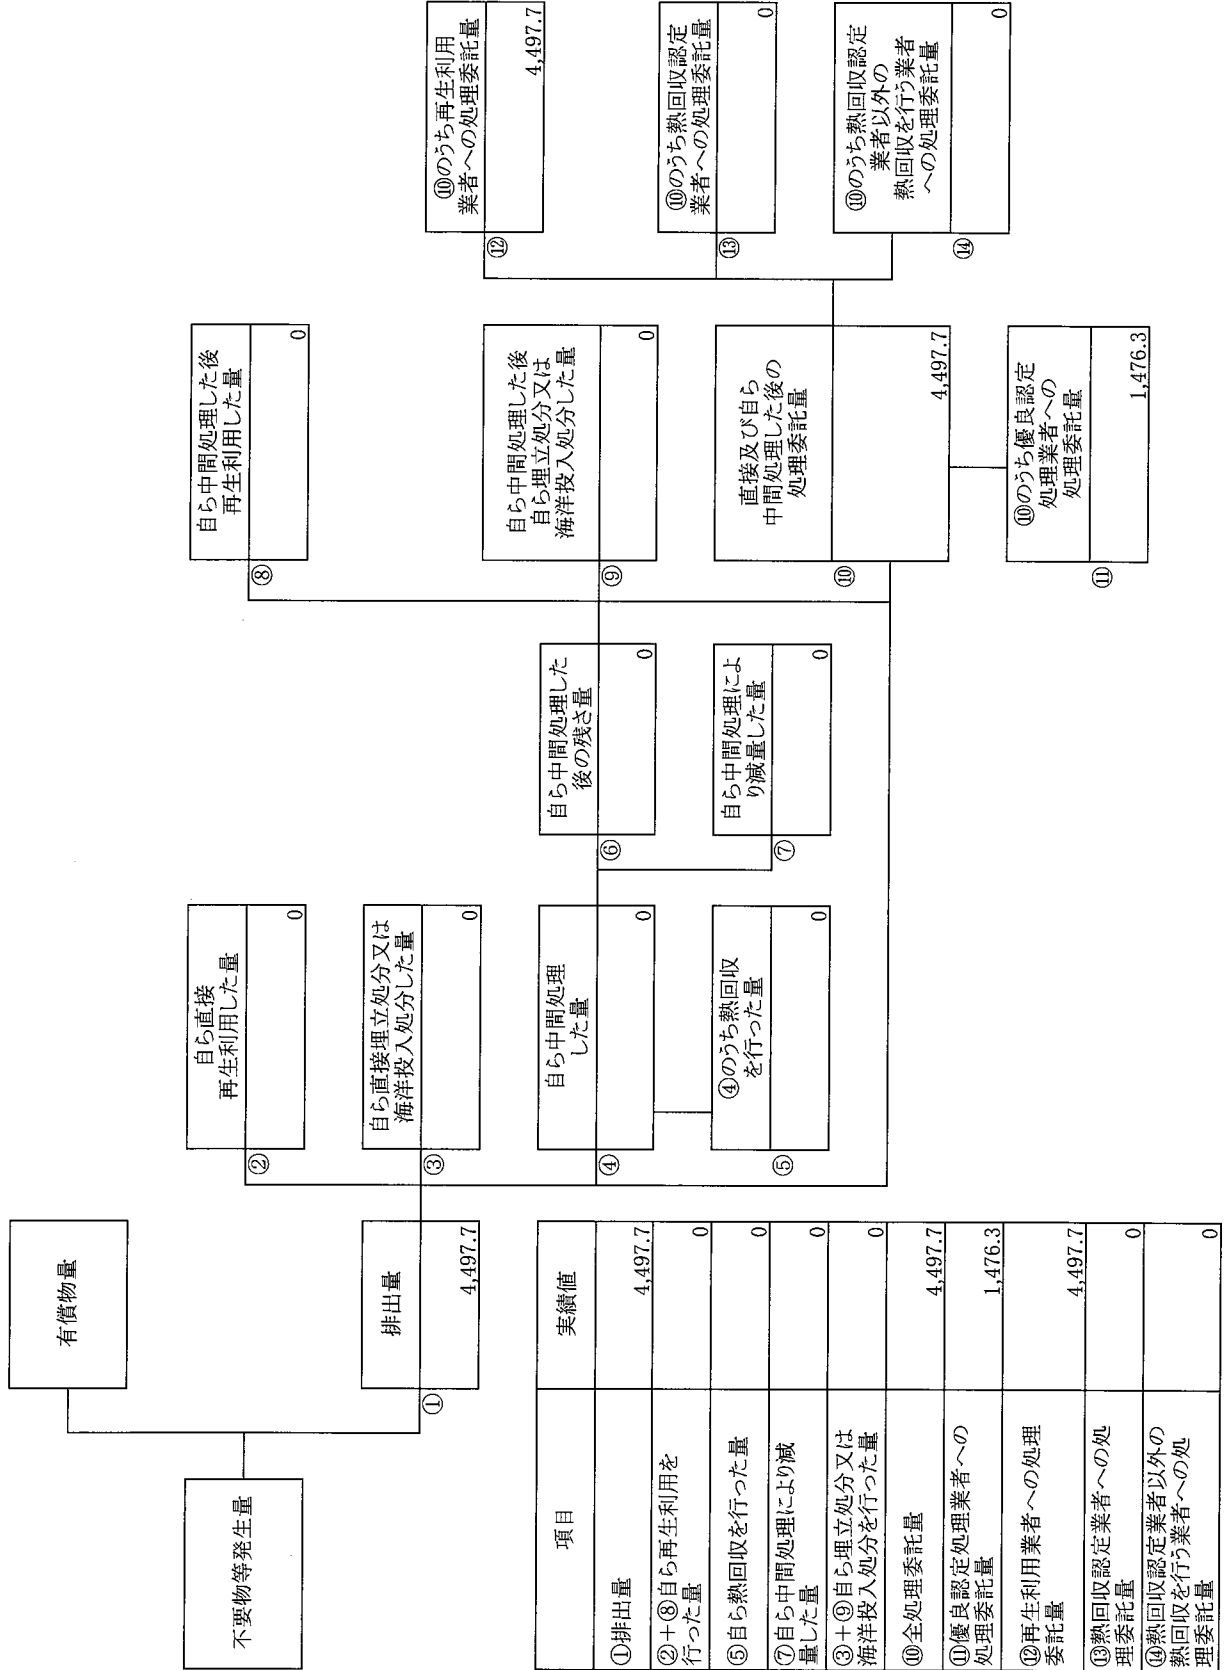 不要物等発生量
有償物量
①
排出量
4,497.7
②
自ら直接
再生利用した量
0
③
自ら直接埋立処分又は
海洋投入処分した量
0
④
自ら中間処理
した量
0
⑤
④のうち熱回収
を行った量
0
⑥
自ら中間処理した
後の残さ量
0
⑦
自ら中間処理によ
り減量した量
0
⑧
自ら中間処理した後
再生利用した量
0
⑨
自ら中間処理した後
自ら埋立処分又は
海洋投入処分した量
0
⑩
直接及び自ら
中間処理した後の
処理委託量
4,497.7
⑪
⑩のうち優良認定
処理業者への
処理委託量
1,476.3
⑫
⑩のうち再生利用
業者への処理委託量
4,497.7
⑬
⑩のうち熱回収認定
業者への処理委託量
0
⑭
⑩のうち熱回収認定
業者以外の
熱回収を行う業者
への処理委託量
0
項目 実績値
①排出量 4,497.7
②+⑧自ら再生利用を
行った量 0
⑤自ら熱回収を行った量 0
⑦自ら中間処理により減
量した量 0
③+⑨自ら埋立処分又は
海洋投入処分を行った量 0
⑩全処理委託量 4,497.7
⑪優良認定処理業者への
処理委託量 1,476.3
⑫再生利用業者への処理
委託量 4,497.7
⑬熱回収認定業者への処
理委託量 0
⑭熱回収認定業者以外の
熱回収を行う業者への処
理委託量 0